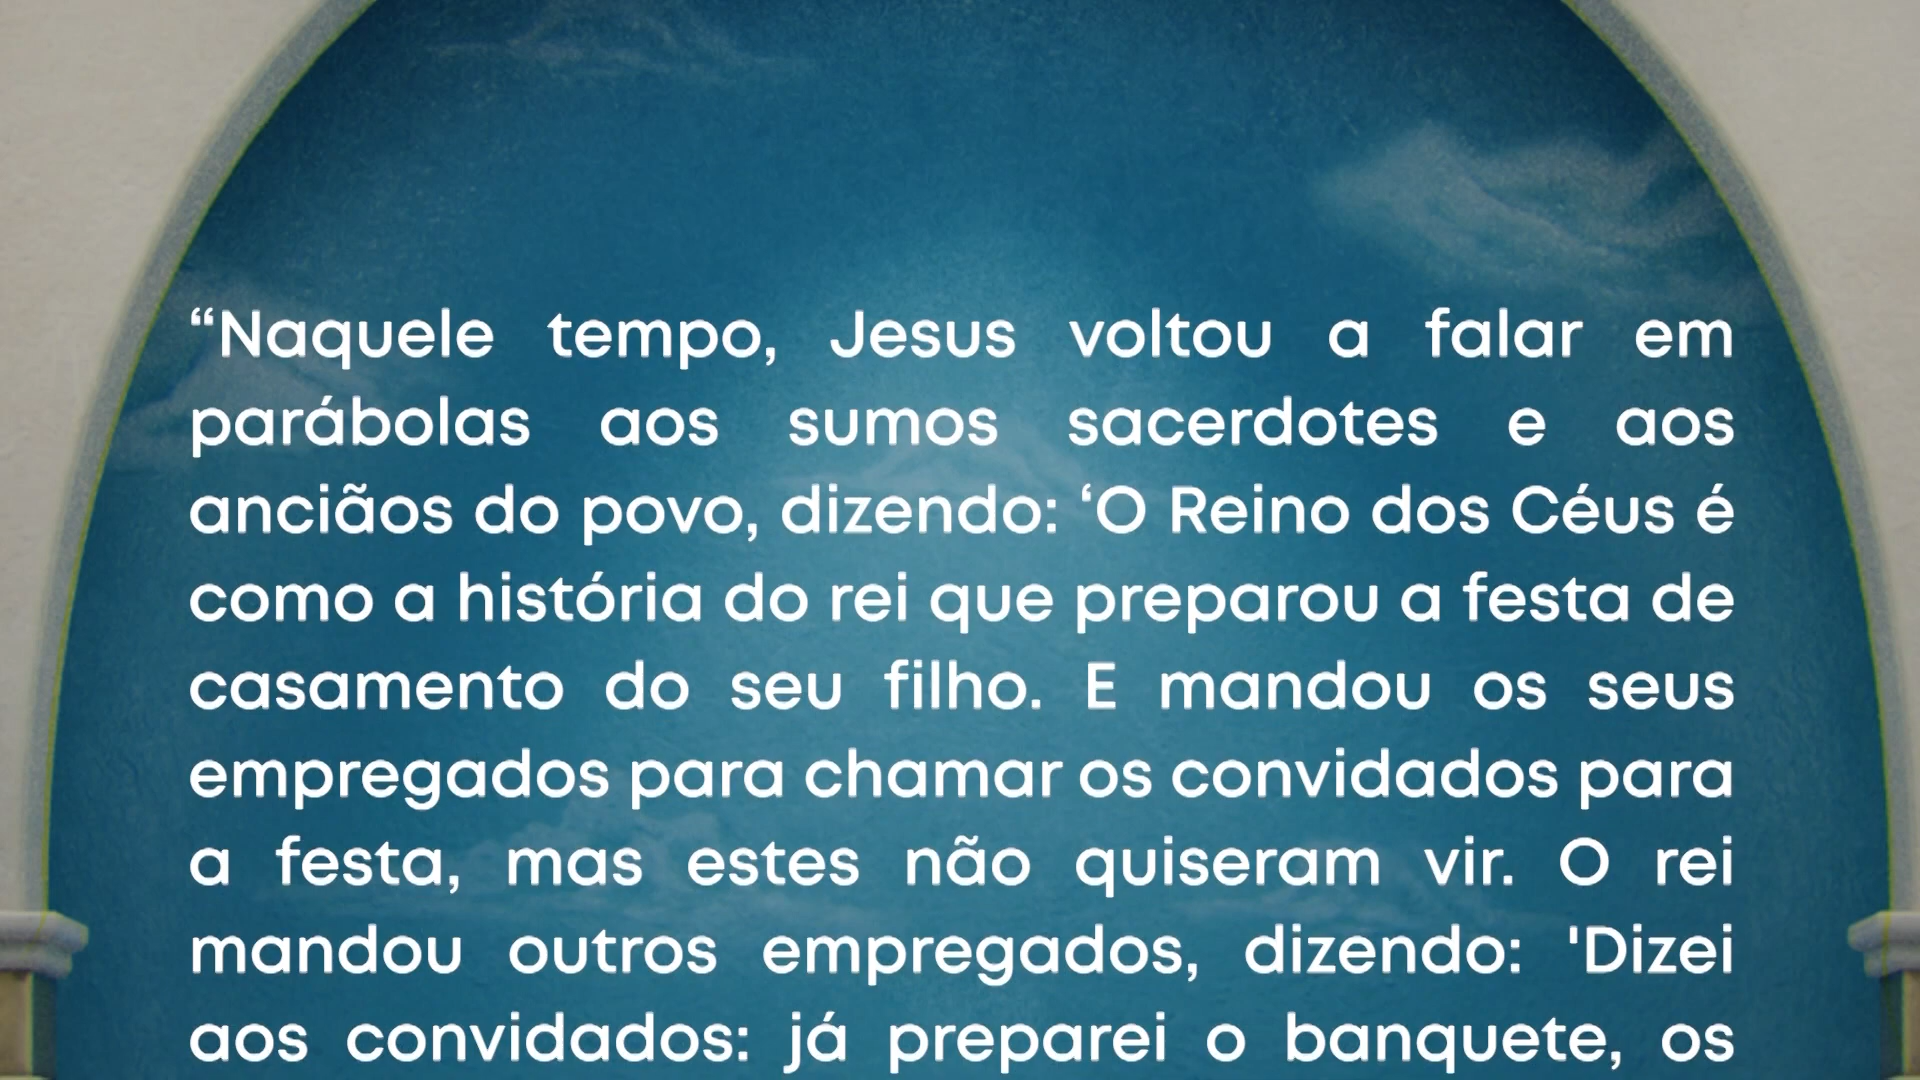 “Naquele tempo, Jesus voltou a falar em
parábolas aos sumos sacerdotes e aos
anciãos do povo, dizendo: ‘O Reino dos Céus é
como a história do rei que preparou a festa de
casamento do seu filho. E mandou os seus
empregados para chamar os convidados para
a festa, mas estes não quiseram vir. O rei
mandou outros empregados, dizendo: 'Dizei
aos convidados: já preparei o banquete, os